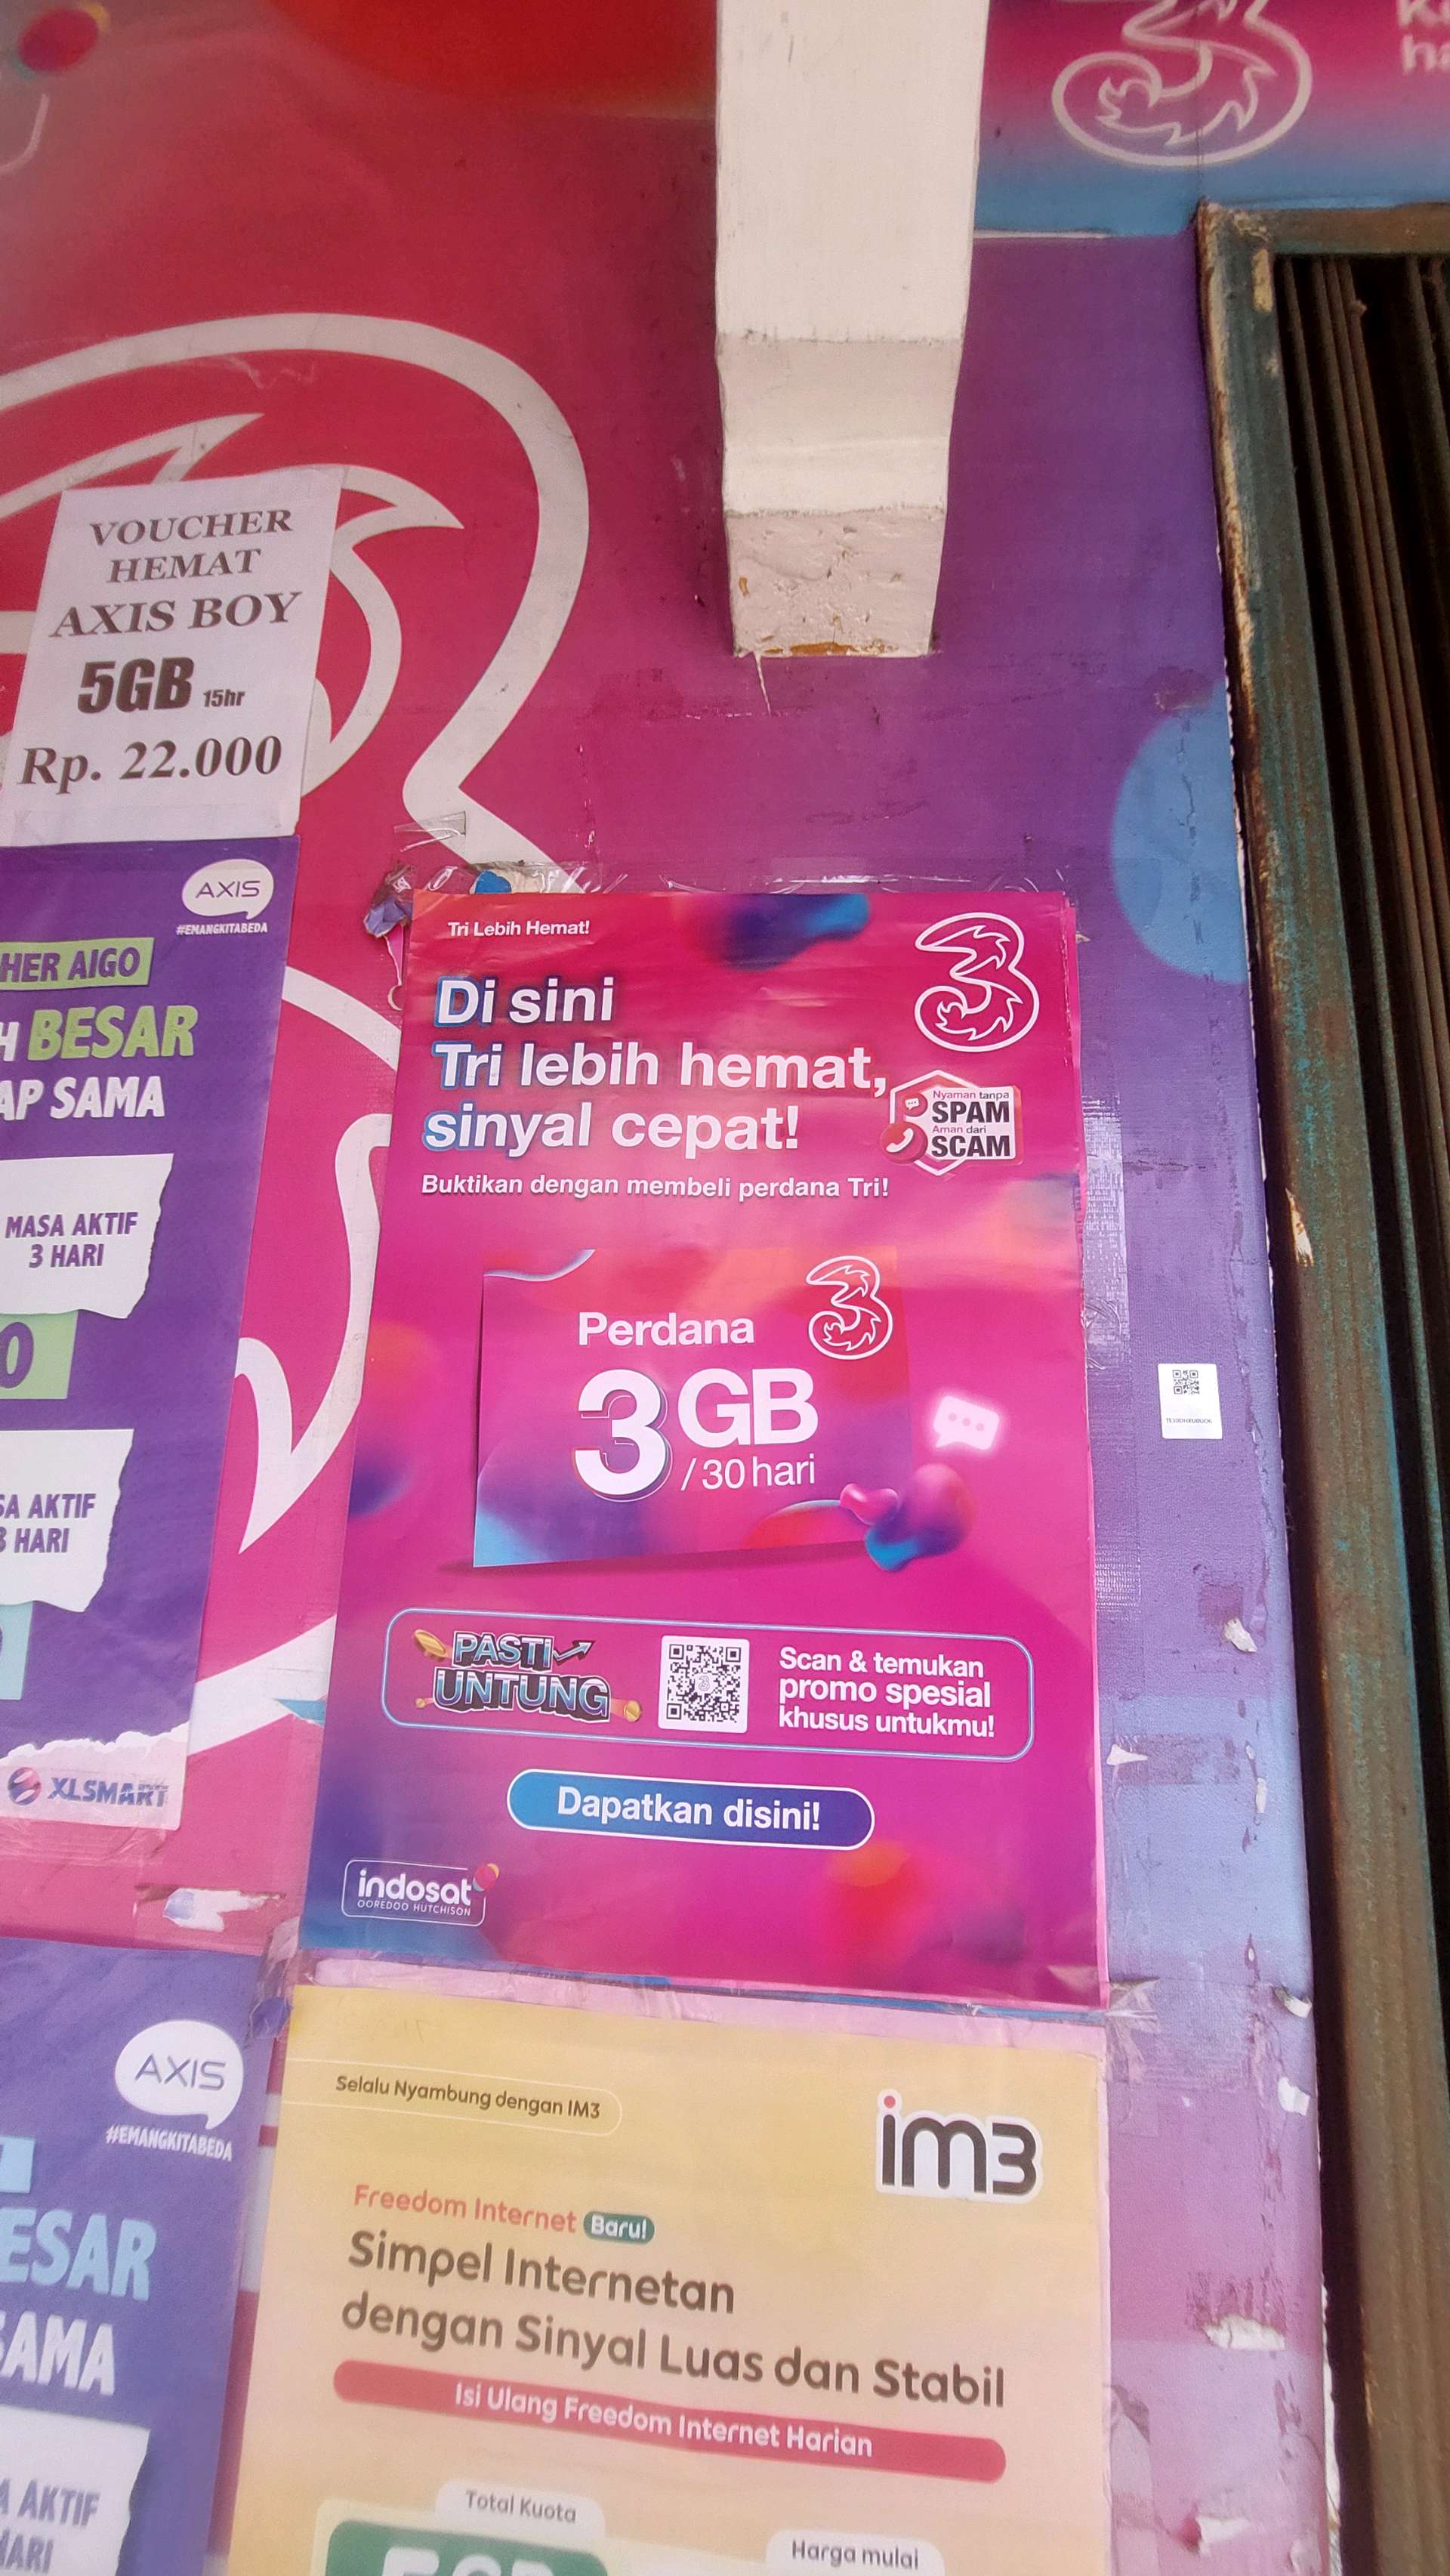 VOUCHER
HEMAT
AXIS BOY
5GB 15hr
Rp. 22.000
AXIS
#EMANGKITABEDA
HER AIGO
BESAR
AP SAMA
MASA AKTIF
3 HARI
AKTIF
HARI
XLSMART
Tri Lebih Hemat!
3
Di sini
Tri lebih hemat,
sinyal cepat!
Nyaman tanpa
SPAM
Aman dari
SCAM
Buktikan dengan membeli perdana Tri!
Perdana
3
3 GB
/30 hari
PASTI
UNTUNG
Scan & temukan
promo spesial
khusus untukmu!
Dapatkan disini!
indosat
OOREDOO HUTCHISON
AXIS
#EMANGKITABEDA
ESAR
SAMA
AKTIF
HARI
Selalu Nyambung dengan IM3
im3
Freedom Internet Baru!
Simpel Internetan
dengan Sinyal Luas dan Stabil
Isi Ulang Freedom Internet Harian
Total Kuota
Harga mulai